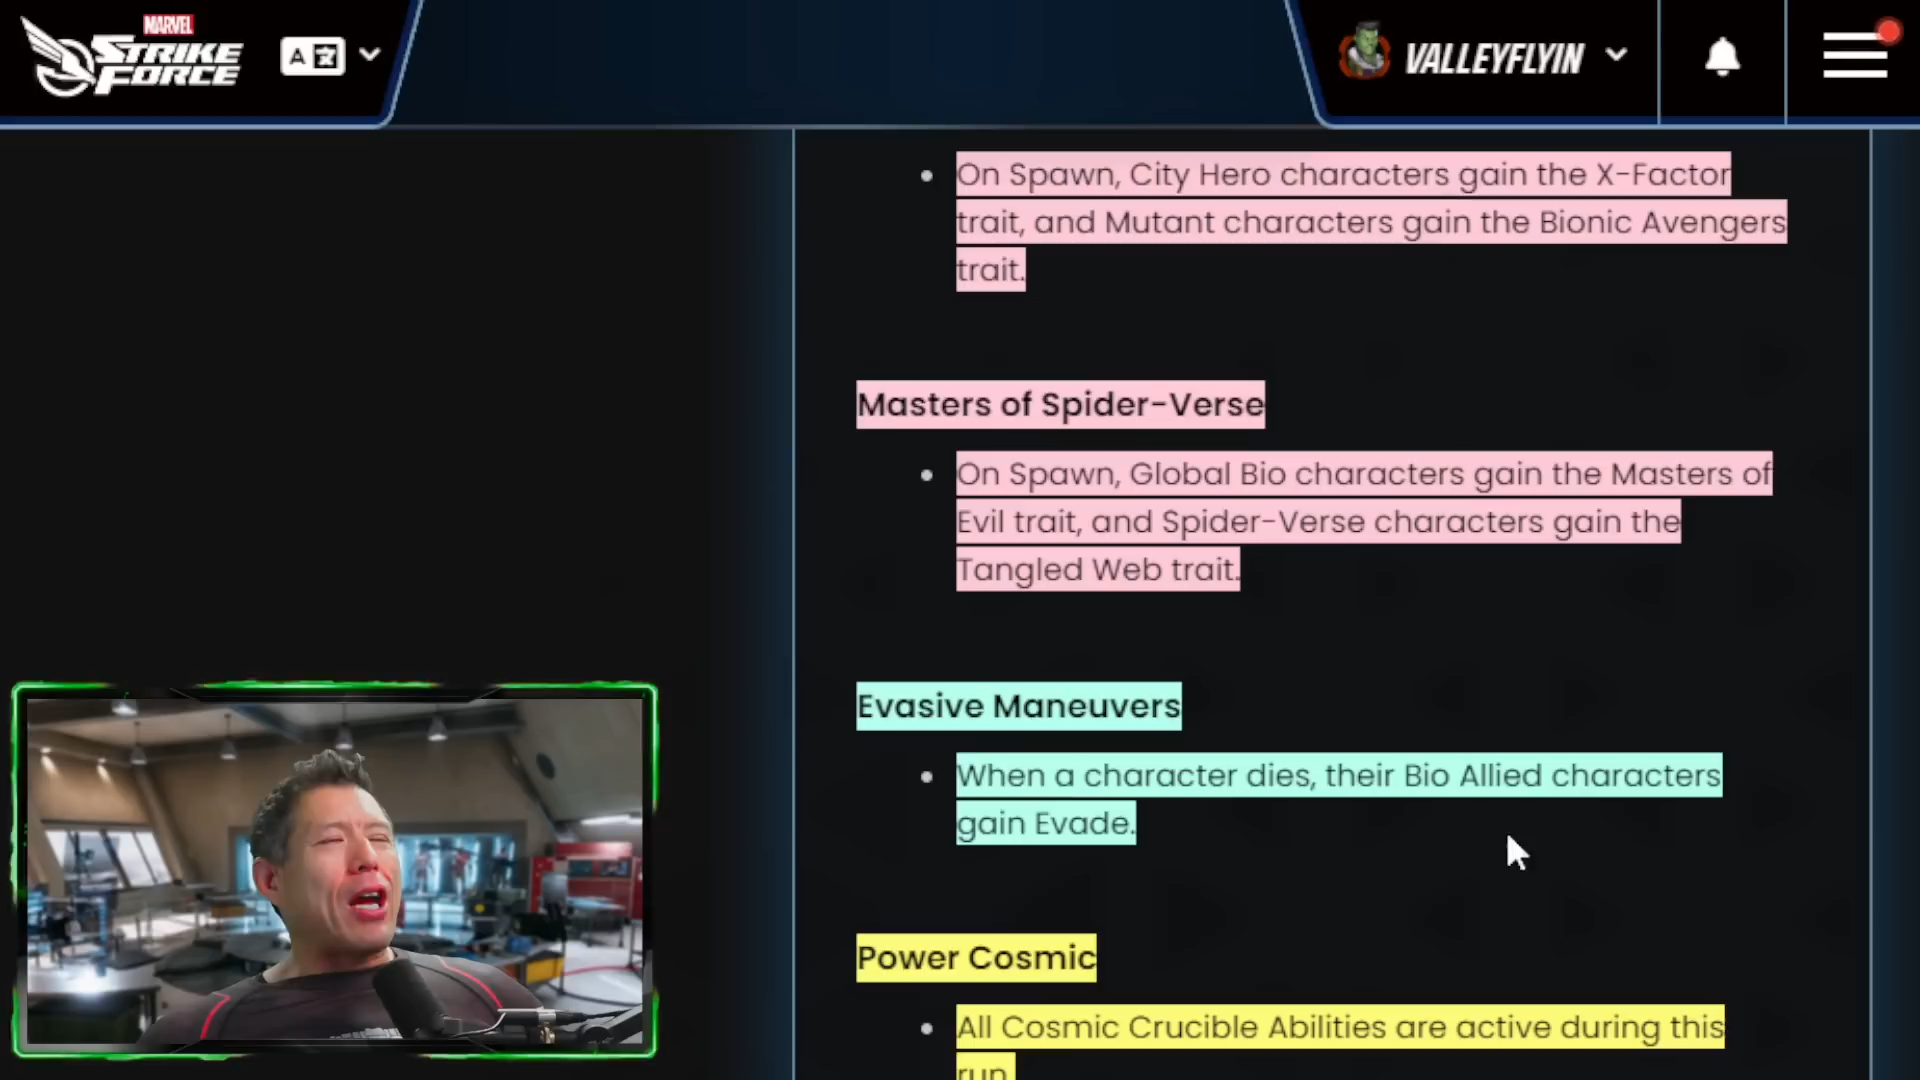 MARVEL
STRIKE
FORCE
A 文
VALLEYFLYIN
On Spawn, City Hero characters gain the X-Factor
trait, and Mutant characters gain the Bionic Avengers
trait.
Masters of Spider-Verse
On Spawn, Global Bio characters gain the Masters of
Evil trait, and Spider-Verse characters gain the
Tangled Web trait.
Evasive Maneuvers
When a character dies, their Bio Allied characters
gain Evade.
Power Cosmic
All Cosmic Crucible Abilities are active during this
run.